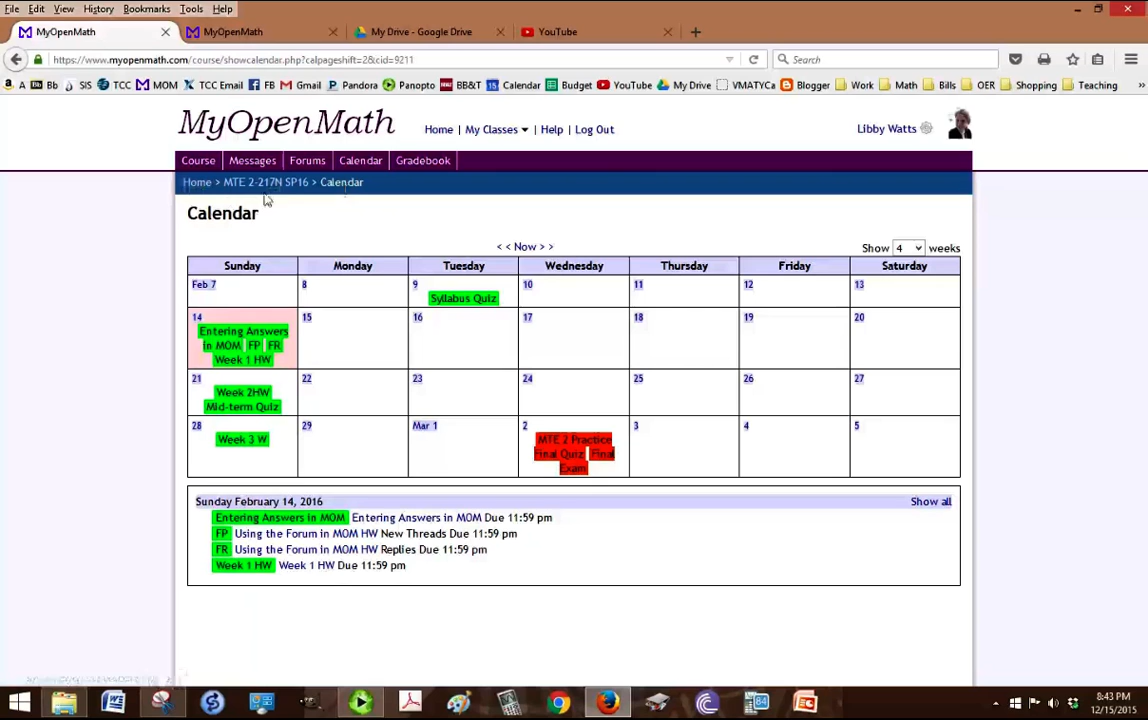 File Edit View History Bookmarks Tools Help
MyOpenMath × MyOpenMath × My Drive - Google Drive × YouTube × +
https://www.myopenmath.com/course/showcalendar.php?calpageshift=2&cid=9211 Search
A Bb SIS TCC MOM TCC Email FB Gmail Pandora Panopto BB&T Calendar Budget YouTube My Drive VMATYCa Blogger Work Math Bills OER Shopping Teaching »
MyOpenMath
Home | My Classes | Help | Log Out
Libby Watts
Course Messages Forums Calendar Gradebook
Home > MTE 2-217N SP16 > Calendar
Calendar
< < Now > >
Show 4 weeks
Sunday Monday Tuesday Wednesday Thursday Friday Saturday
Feb 7 8 9 10 11 12 13
Syllabus Quiz
14 15 16 17 18 19 20
Entering Answers
in MOM FP FR
Week 1 HW
21 22 23 24 25 26 27
Week 2HW
Mid-term Quiz
28 29 Mar 1 2 3 4 5
Week 3 W
MTE 2 Practice
Final Quiz Final
Exam
Sunday February 14, 2016 Show all
Entering Answers in MOM Entering Answers in MOM Due 11:59 pm
FP Using the Forum in MOM HW New Threads Due 11:59 pm
FR Using the Forum in MOM HW Replies Due 11:59 pm
Week 1 HW Week 1 HW Due 11:59 pm
8:43 PM
12/15/2015